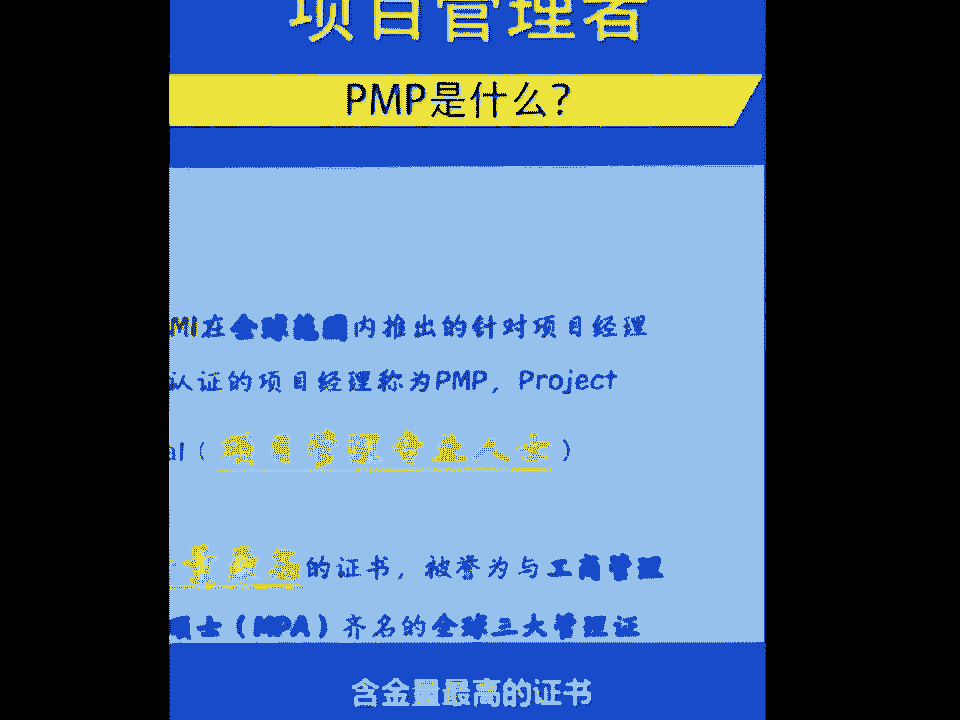 项目管理者
PMP是什么?
MI在全球范围内推出的针对项目经理
认证的项目经理称为PMP,Project
al(项目管理专业人士)
量最高的证书,被誉为与工商管理
硕士(MPA)齐名的全球三大管理证
含金量最高的证书